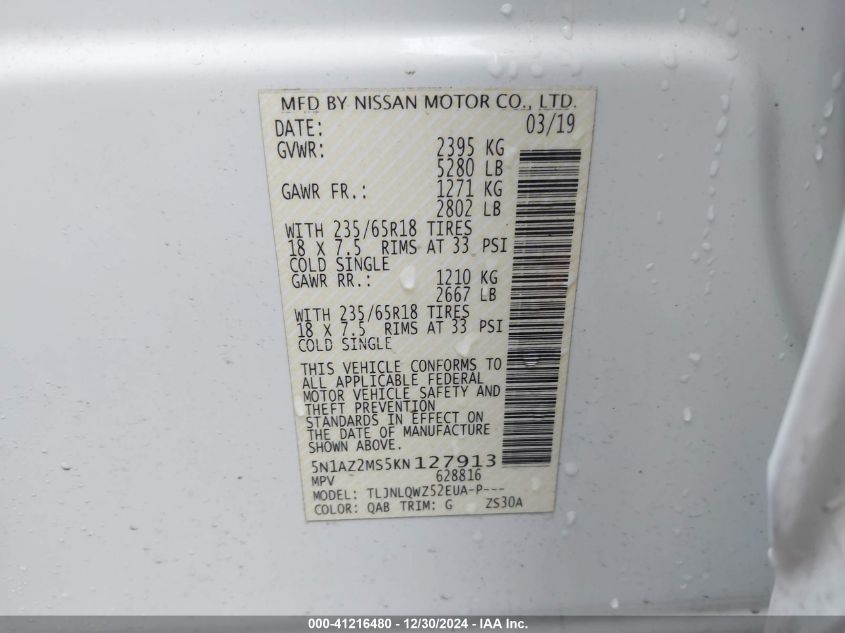 MFD BY NISSAN MOTOR CO., LTD.
DATE: 03/19
GVWR: 2395 KG
5280 LB
GAWR FR.: 1271 KG
2802 LB
WITH 235/65R18 TIRES
18 X 7.5 RIMS AT 33 PSI
COLD SINGLE
GAWR RR.: 1210 KG
2667 LB
WITH 235/65R18 TIRES
18 X 7.5 RIMS AT 33 PSI
COLD SINGLE
THIS VEHICLE CONFORMS TO
ALL APPLICABLE FEDERAL
MOTOR VEHICLE SAFETY AND
THEFT PREVENTION
STANDARDS IN EFFECT ON
THE DATE OF MANUFACTURE
SHOWN ABOVE.
5N1AZ2MS5KN 127913
MPV 628816
MODEL: TLJNLQWZ52EUA-P---
COLOR: QAB TRIM: G ZS30A
000-41216480 - 12/30/2024 - IAA Inc.